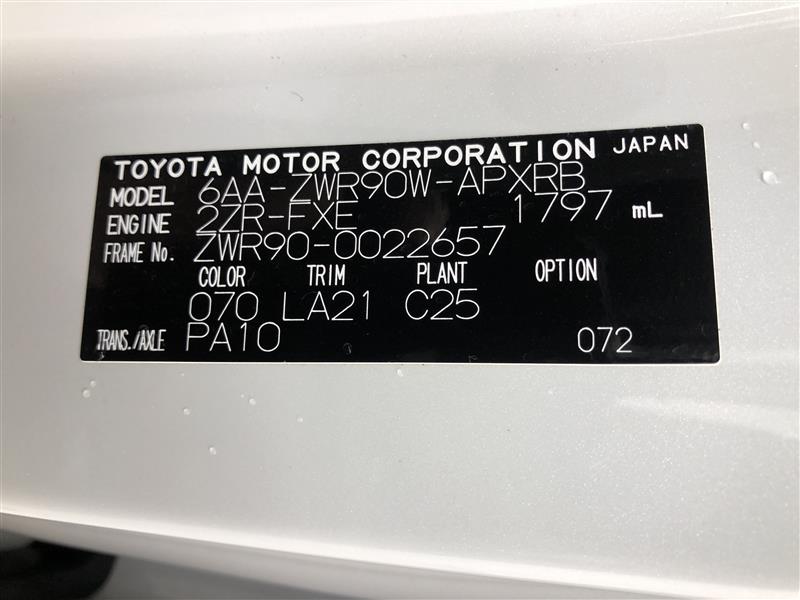 TOYOTA MOTOR CORPORATION JAPAN
MODEL 6AA-ZWR90W-APXRB
ENGINE 2ZR-FXE 1797 mL
FRAME No. ZWR90-0022657
COLOR TRIM PLANT OPTION
070 LA21 C25
TRANS./AXLE PA10 072